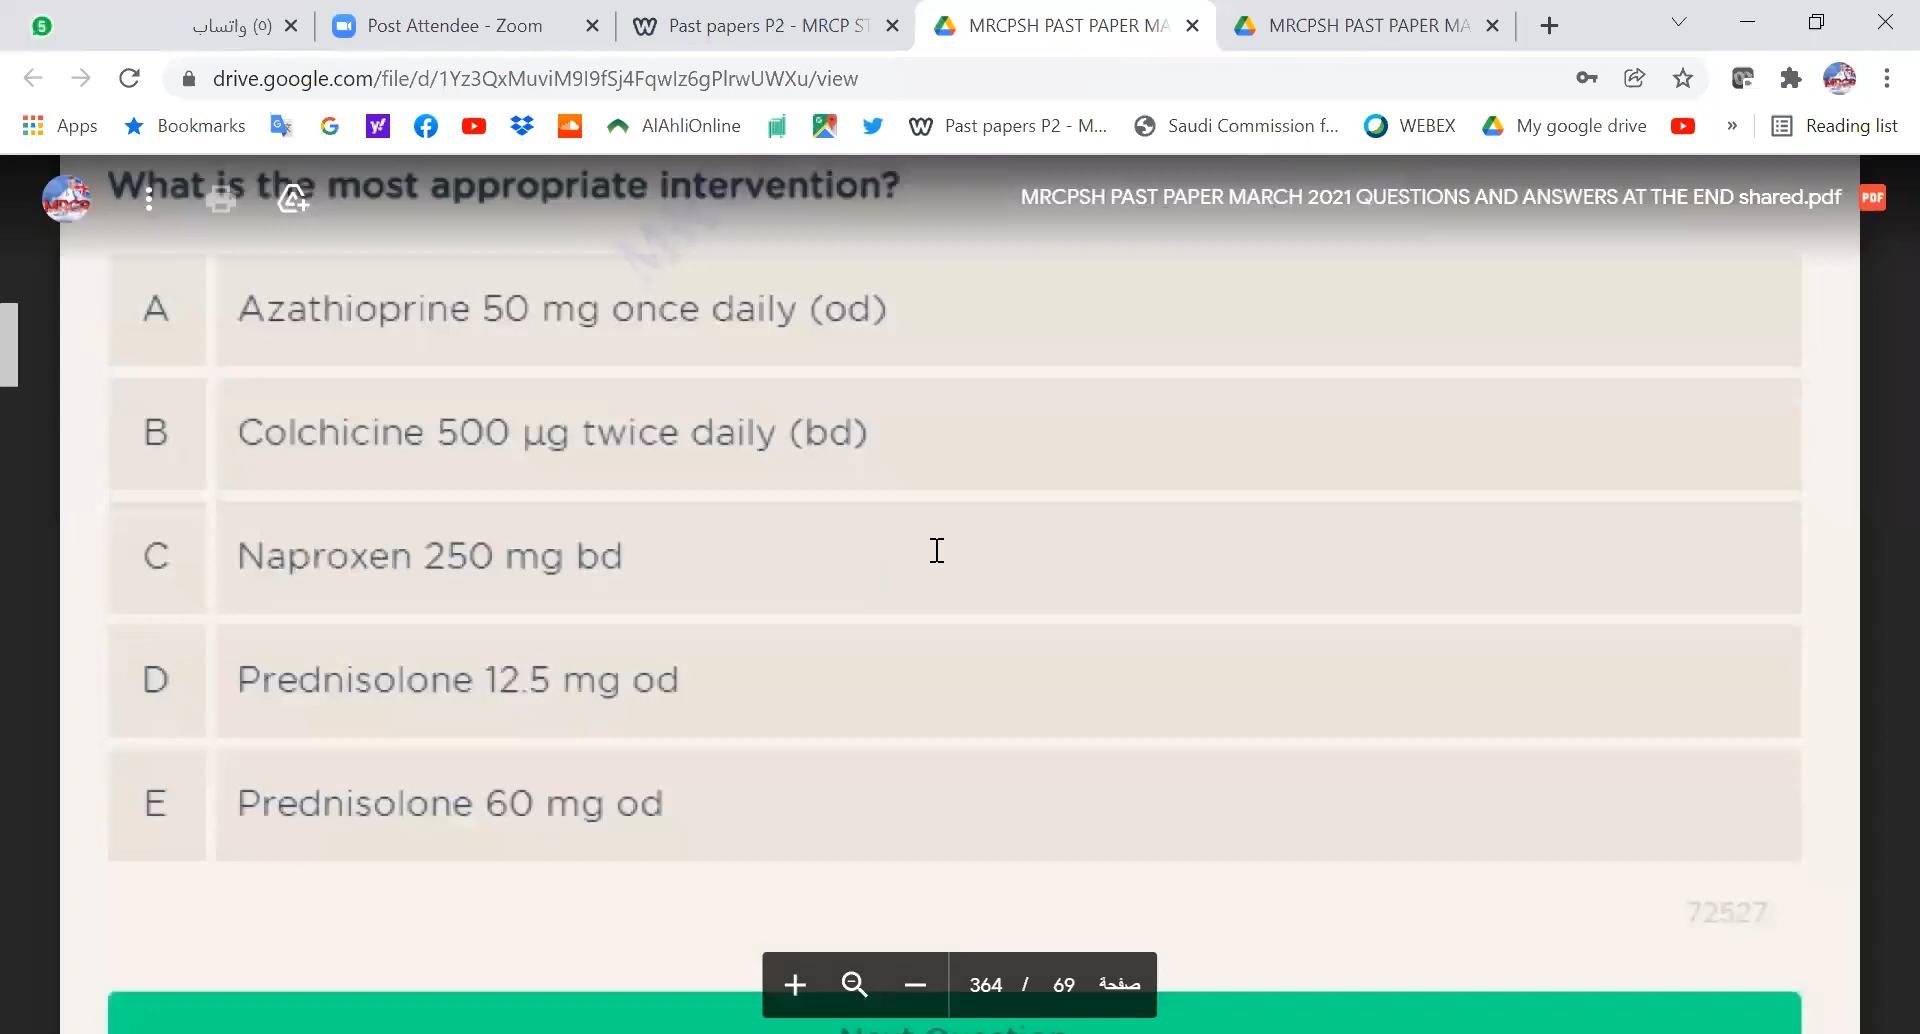 5
واتساب (٥)
Post Attendee - Zoom
Past papers P2 - MRCP ST
MRCPSH PAST PAPER MA
MRCPSH PAST PAPER MA
drive.google.com/file/d/1Yz3QxMuviM9I9fSj4FqwIz6gPlrwUWXu/view
Apps
Bookmarks
AlAhliOnline
Past papers P2 - M...
Saudi Commission f...
WEBEX
My google drive
»
Reading list
What is the most appropriate intervention?
MRCPSH PAST PAPER MARCH 2021 QUESTIONS AND ANSWERS AT THE END shared.pdf
PDF
A Azathioprine 50 mg once daily (od)
B Colchicine 500 µg twice daily (bd)
C Naproxen 250 mg bd
D Prednisolone 12.5 mg od
E Prednisolone 60 mg od
72527
364 / 69 صفحة